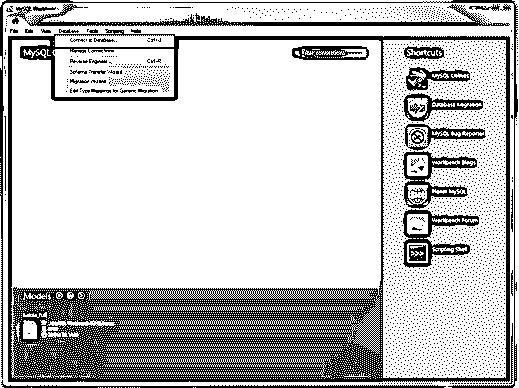 MySQL Workbench
File Edit View Database Tools Scripting Help
Connect to Database... Ctrl+U
Manage Connections...
Reverse Engineer... Ctrl+R
Schema Transfer Wizard...
Migration Wizard...
Edit Type Mappings for Generic Migration...
MySQL
Filter connections
Shortcuts
MySQL Utilities
Database Migration
MySQL Bug Reporter
Workbench Blogs
Planet MySQL
Workbench Forum
Scripting Shell
Models